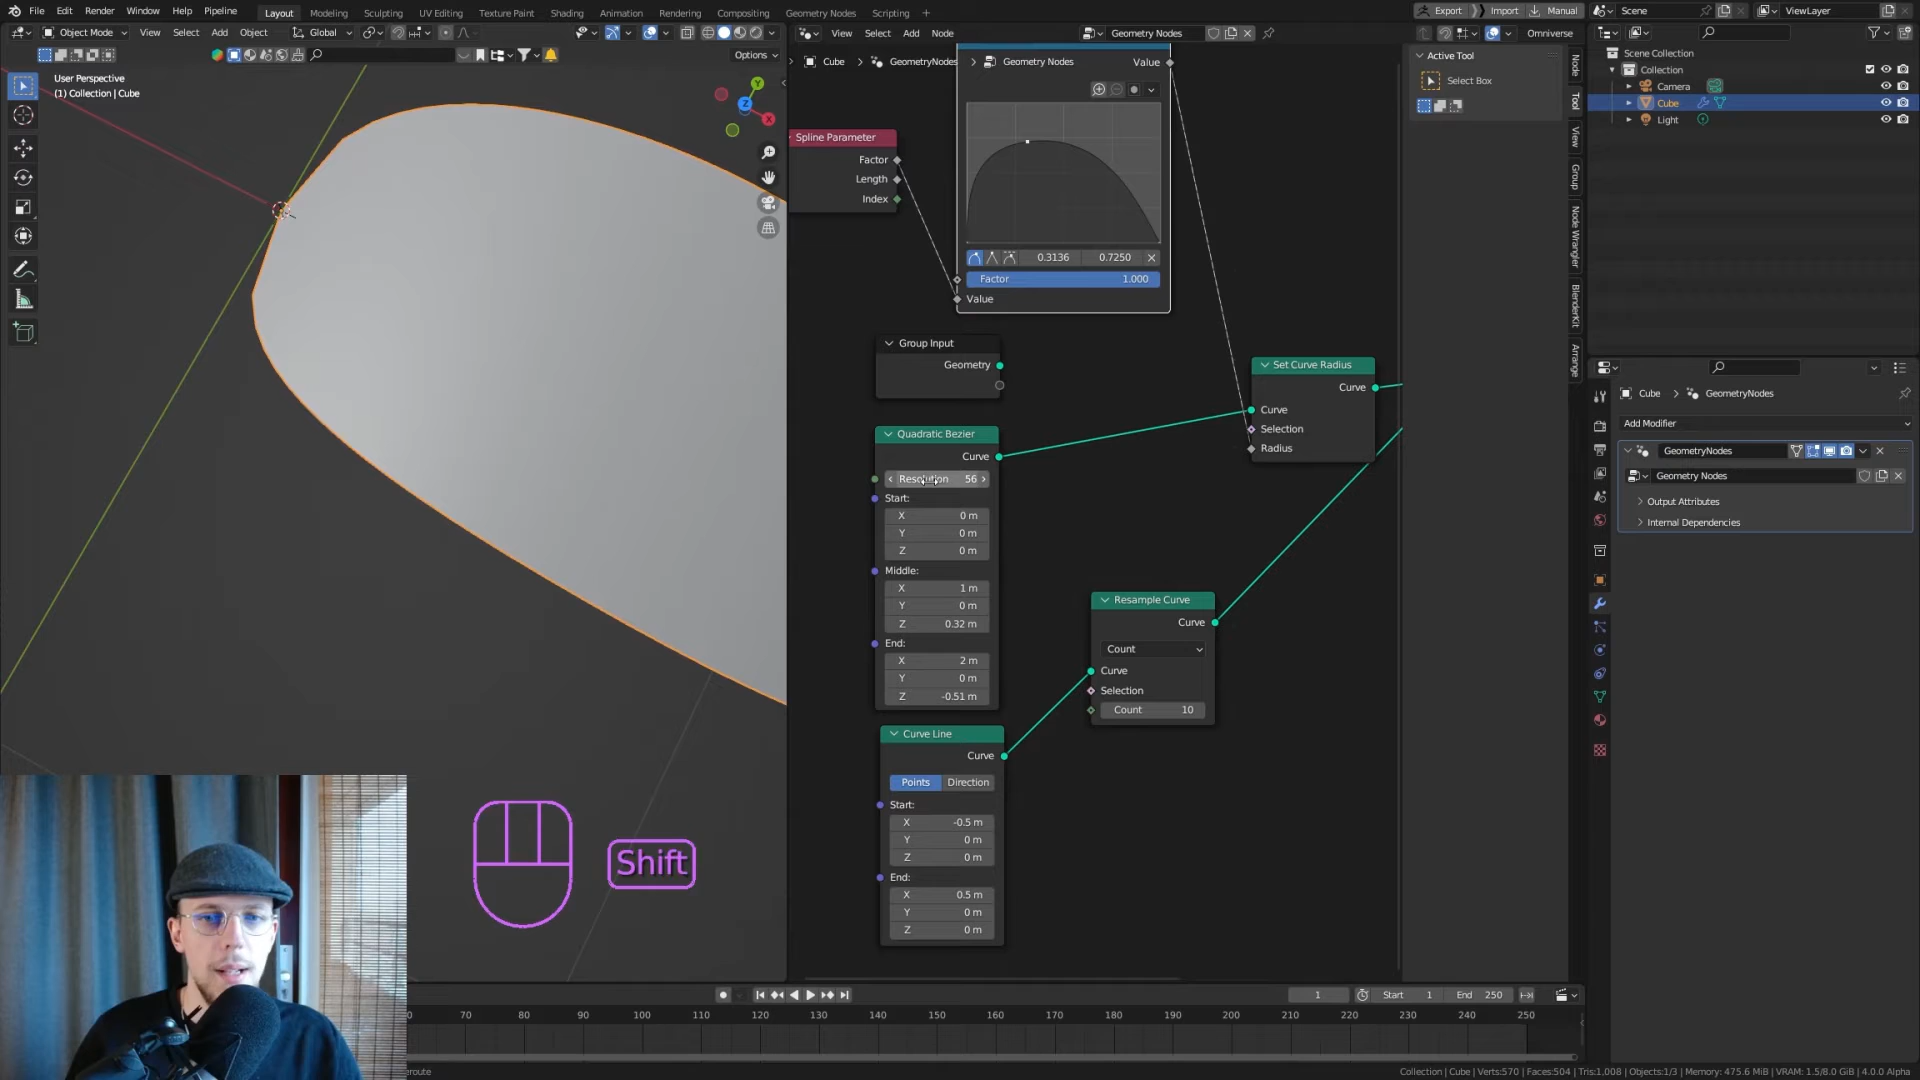 File Edit Render Window Help Pipeline
Layout Modeling Sculpting UV Editing Texture Paint Shading Animation Rendering Compositing Geometry Nodes Scripting +
Export Import Manual Scene ViewLayer
Object Mode View Select Add Object Global
View Select Add Node Geometry Nodes Omniverse
Options
User Perspective
(1) Collection | Cube
Y
Z
X
Cube GeometryNodes Geometry Nodes Value
0.3136 0.7250
Factor 1.000
Value
Spline Parameter
Factor
Length
Index
Group Input
Geometry
Quadratic Bezier
Curve
Resolution 56
Start:
X 0 m
Y 0 m
Z 0 m
Middle:
X 1 m
Y 0 m
Z 0.32 m
End:
X 2 m
Y 0 m
Z -0.51 m
Curve Line
Curve
Points Direction
Start:
X -0.5 m
Y 0 m
Z 0 m
End:
X 0.5 m
Y 0 m
Z 0 m
Set Curve Radius
Curve
Curve
Selection
Radius
Resample Curve
Curve
Count
Curve
Selection
Count 10
Active Tool
Select Box
Node
Tool
View
Group
Node Wrangler
BlenderKit
Arrange
Scene Collection
Collection
Camera
Cube
Light
Cube GeometryNodes
Add Modifier
GeometryNodes
Geometry Nodes
Output Attributes
Internal Dependencies
Shift
1 Start 1 End 250
70 80 90 100 110 120 130 140 150 160 170 180 190 200 210 220 230 240 250
Collection | Cube | Verts:570 | Faces:504 | Tris:1,008 | Objects:1/3 | Memory: 475.6 MiB | VRAM: 1.5/8.0 GiB | 4.0.0 Alpha